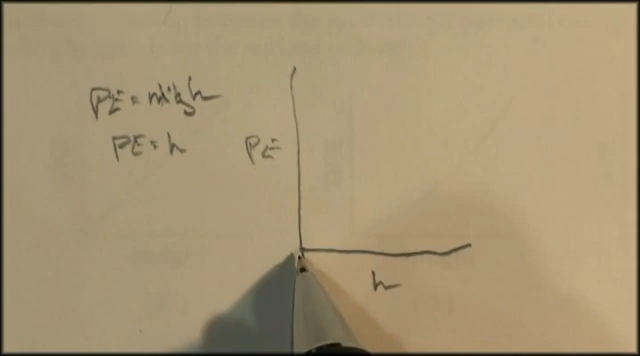 PE = mgh
PE = h
PE
h